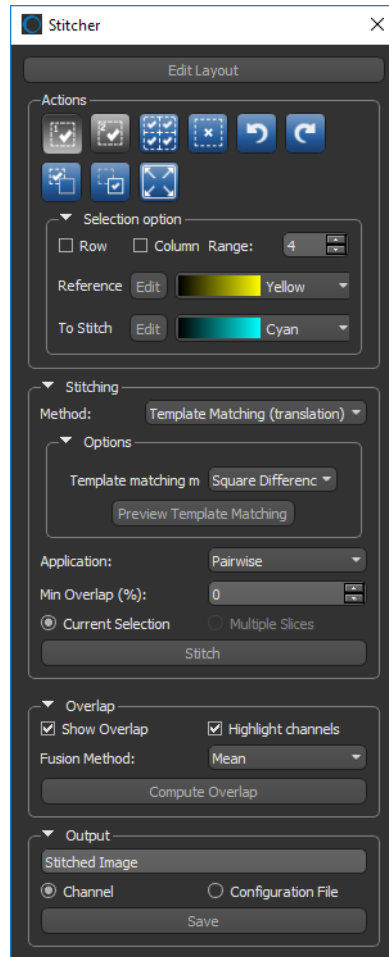 Stitcher
Edit Layout
Actions
1 2
Selection option
Row Column Range: 4
Reference Edit Yellow
To Stitch Edit Cyan
Stitching
Method: Template Matching (translation)
Options
Template matching m Square Differenc
Preview Template Matching
Application: Pairwise
Min Overlap (%): 0
Current Selection Multiple Slices
Stitch
Overlap
Show Overlap Highlight channels
Fusion Method: Mean
Compute Overlap
Output
Stitched Image
Channel Configuration File
Save